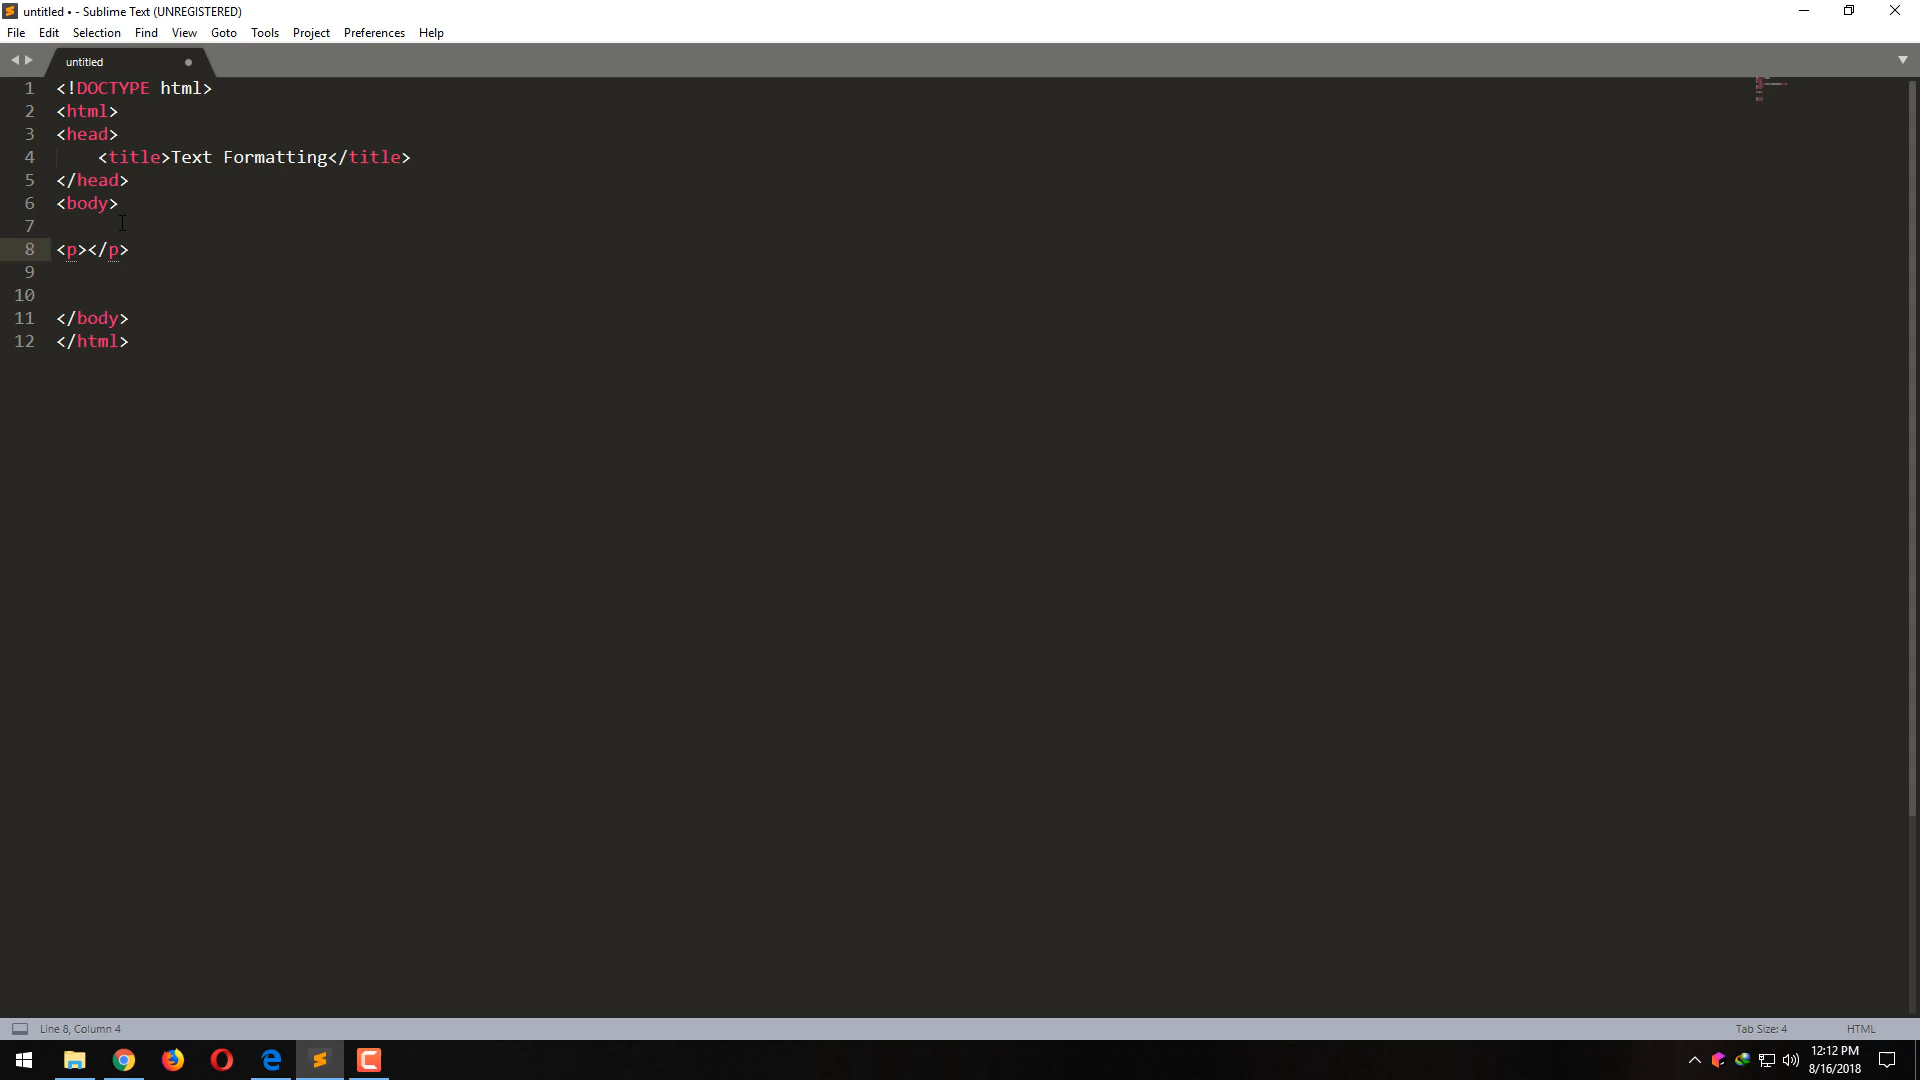 untitled • - Sublime Text (UNREGISTERED)
File Edit Selection Find View Goto Tools Project Preferences Help
untitled
1 <!DOCTYPE html>
2 <html>
3 <head>
4 <title>Text Formatting</title>
5 </head>
6 <body>
7
8 <p></p>
9
10
11 </body>
12 </html>
Line 8, Column 4 Tab Size: 4 HTML
12:12 PM
8/16/2018